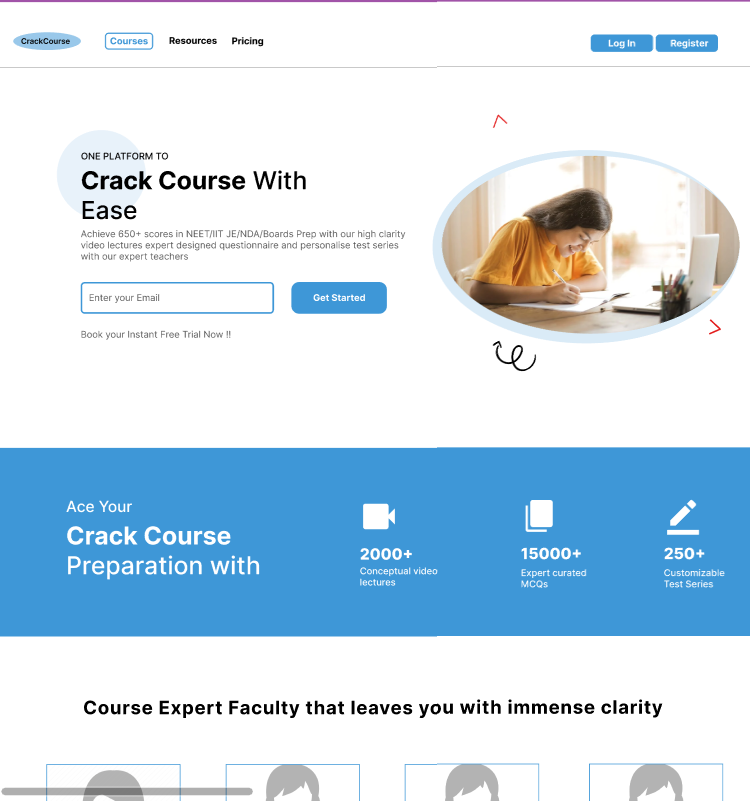 CrackCourse
Courses
Resources
Pricing
Log In
Register
ONE PLATFORM TO
Crack Course With
Ease
Achieve 650+ scores in NEET/IIT JE/NDA/Boards Prep with our high clarity
video lectures expert designed questionnaire and personalise test series
with our expert teachers
Enter your Email
Get Started
Book your Instant Free Trial Now !!
Ace Your
Crack Course
Preparation with
2000+
Conceptual video
lectures
15000+
Expert curated
MCQs
250+
Customizable
Test Series
Course Expert Faculty that leaves you with immense clarity